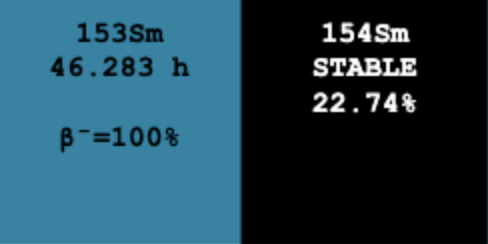 153Sm
46.283 h
β⁻=100%
154Sm
STABLE
22.74%